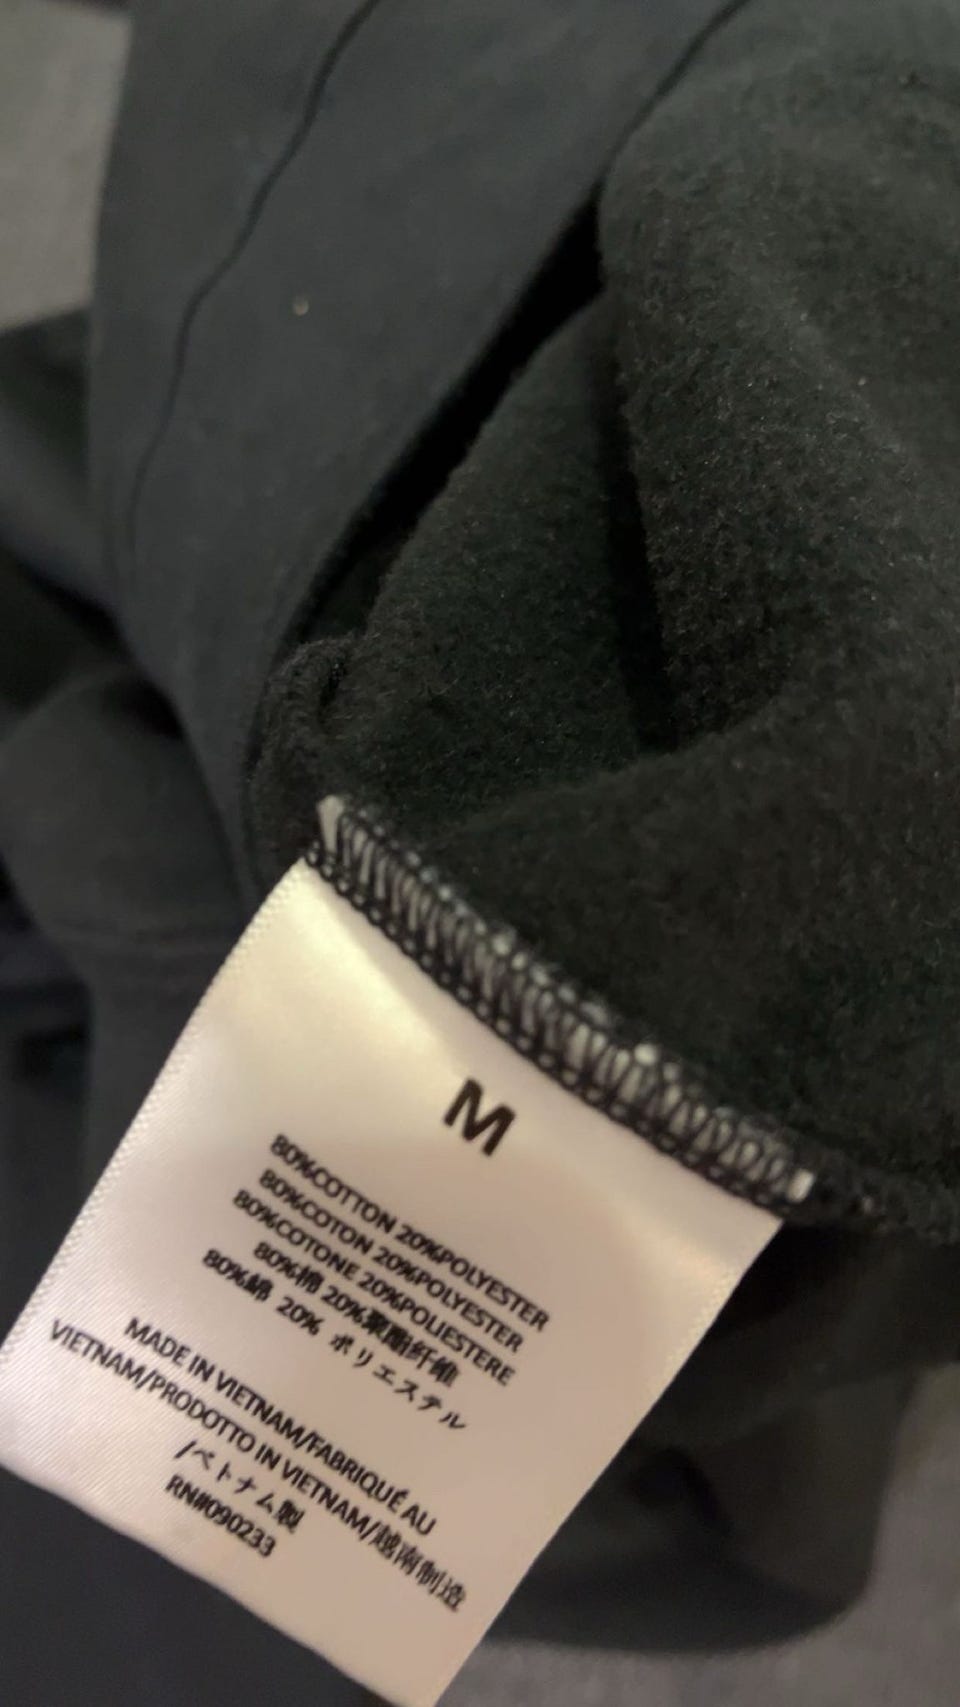 M
80%COTTON 20%POLYESTER
80%COTON 20%POLYESTER
80%COTONE 20%POLIESTERE
80%棉 20%聚酯纤维
80%綿 20% ポリエステル
MADE IN VIETNAM/FABRIQUÉ AU
VIETNAM/PRODOTTO IN VIETNAM/越南制造
/ベトナム製
RN#090233